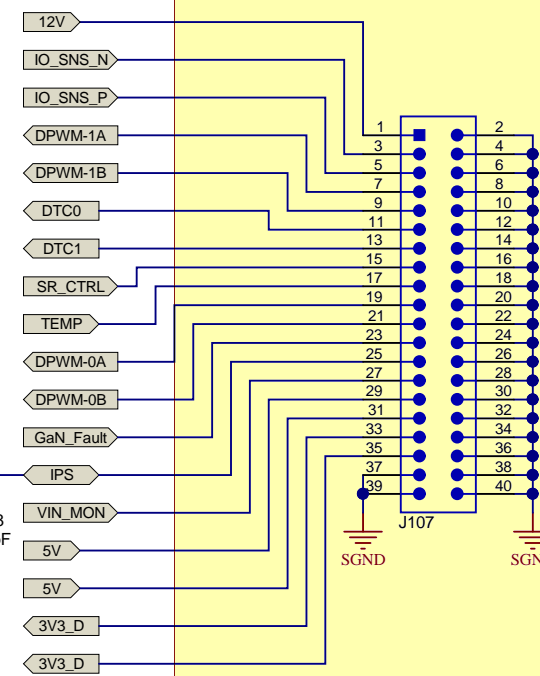 12V
IO_SNS_N
IO_SNS_P
1 2
DPWM-1A
3 4
5 6
DPWM-1B
7 8
9 10
DTC0
11 12
DTC1
13 14
15 16
SR_CTRL
17 18
19 20
TEMP
21 22
23 24
DPWM-0A
25 26
27 28
DPWM-0B
29 30
31 32
GaN_Fault
33 34
35 36
IPS
37 38
39 40
VIN_MON
J107
5V
SGND
5V
3V3_D
3V3_D